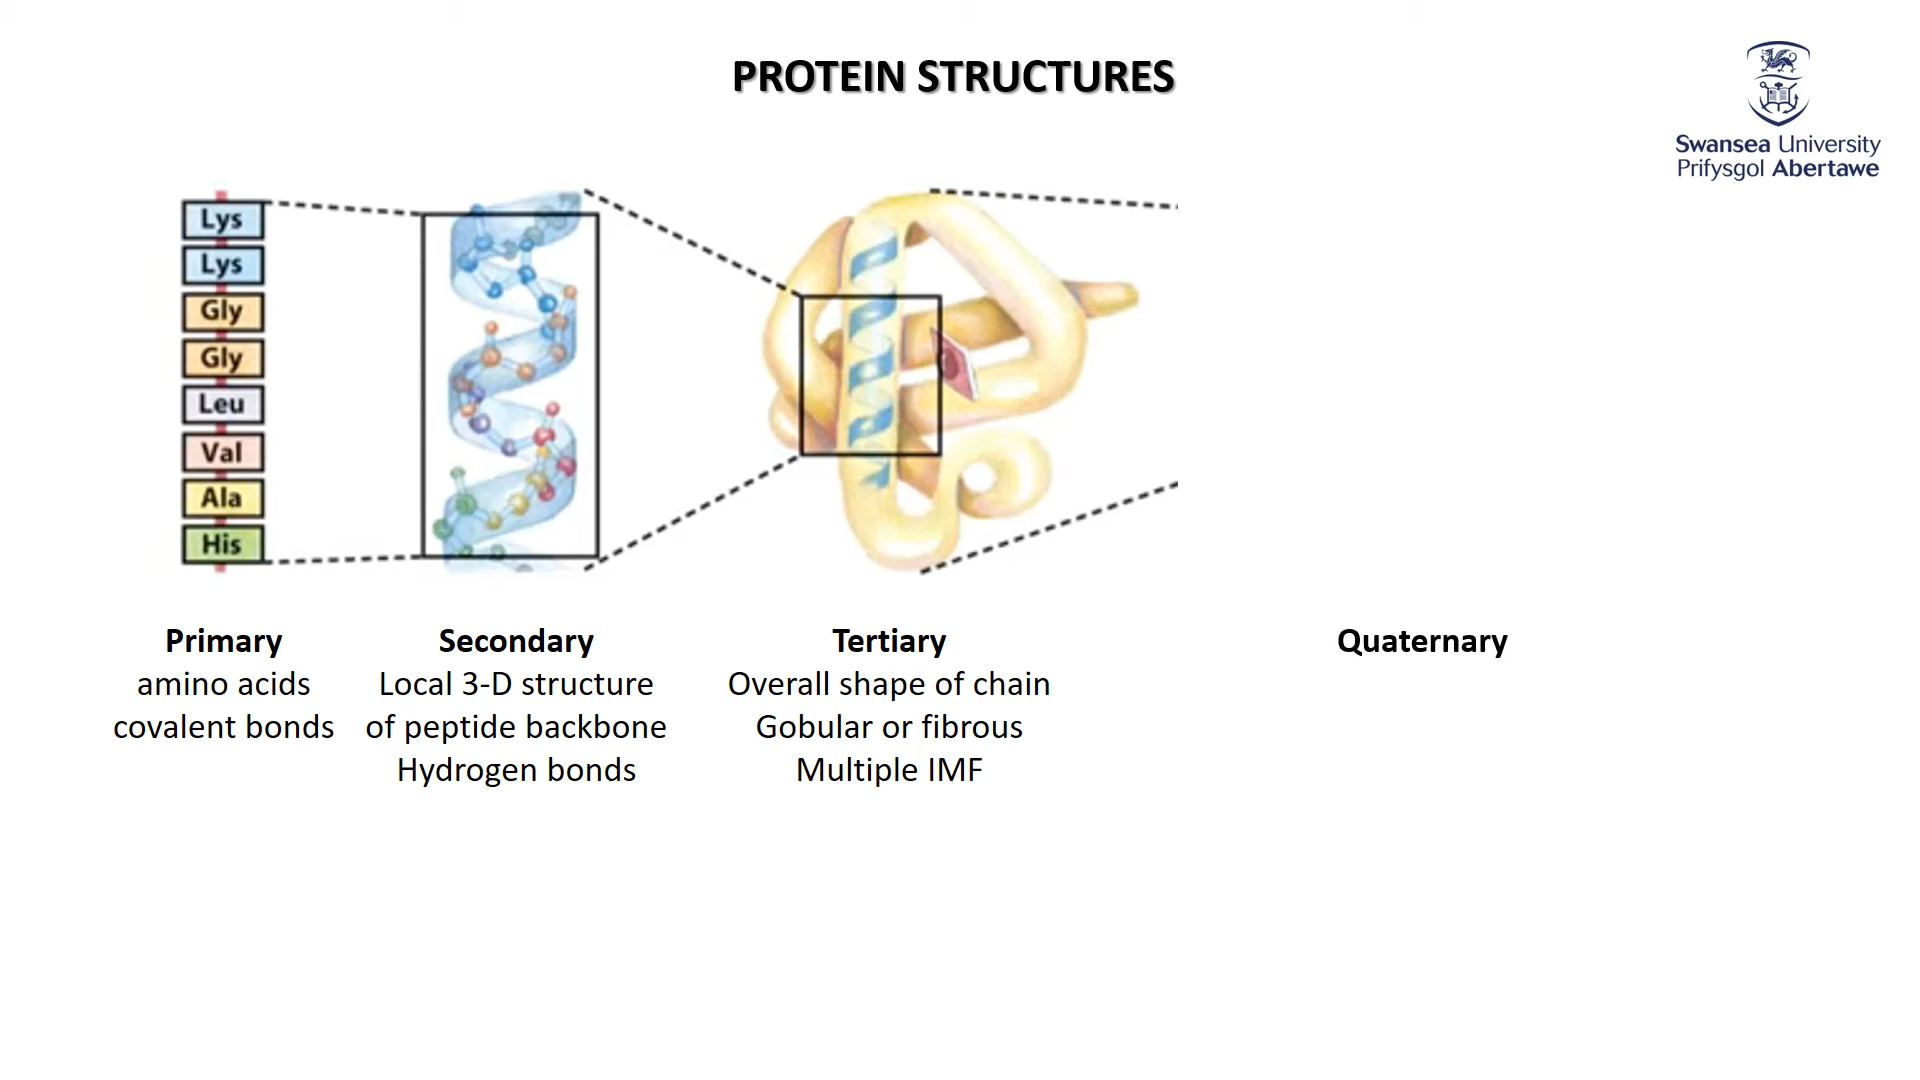 PROTEIN STRUCTURES
Swansea University
Prifysgol Abertawe
Lys
Lys
Gly
Gly
Leu
Val
Ala
His
Primary
amino acids
covalent bonds
Secondary
Local 3-D structure
of peptide backbone
Hydrogen bonds
Tertiary
Overall shape of chain
Gobular or fibrous
Multiple IMF
Quaternary